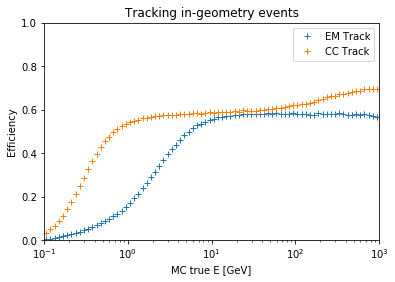 Tracking in-geometry events
EM Track
CC Track
1.0
0.8
0.6
0.4
0.2
0.0
Efficiency
10⁻¹ 10⁰ 10¹ 10² 10³
MC true E [GeV]